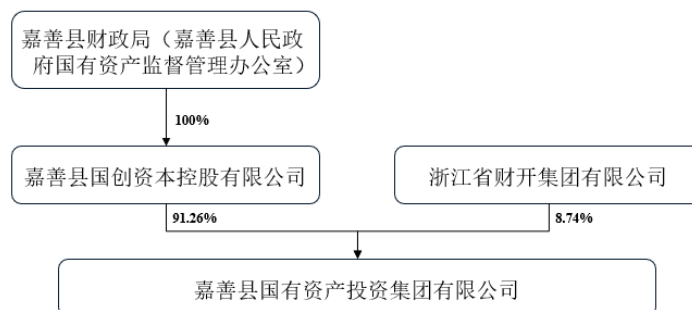 嘉善县财政局（嘉善县人民政
府国有资产监督管理办公室）
100%
嘉善县国创资本控股有限公司
浙江省财开集团有限公司
91.26%
8.74%
嘉善县国有资产投资集团有限公司